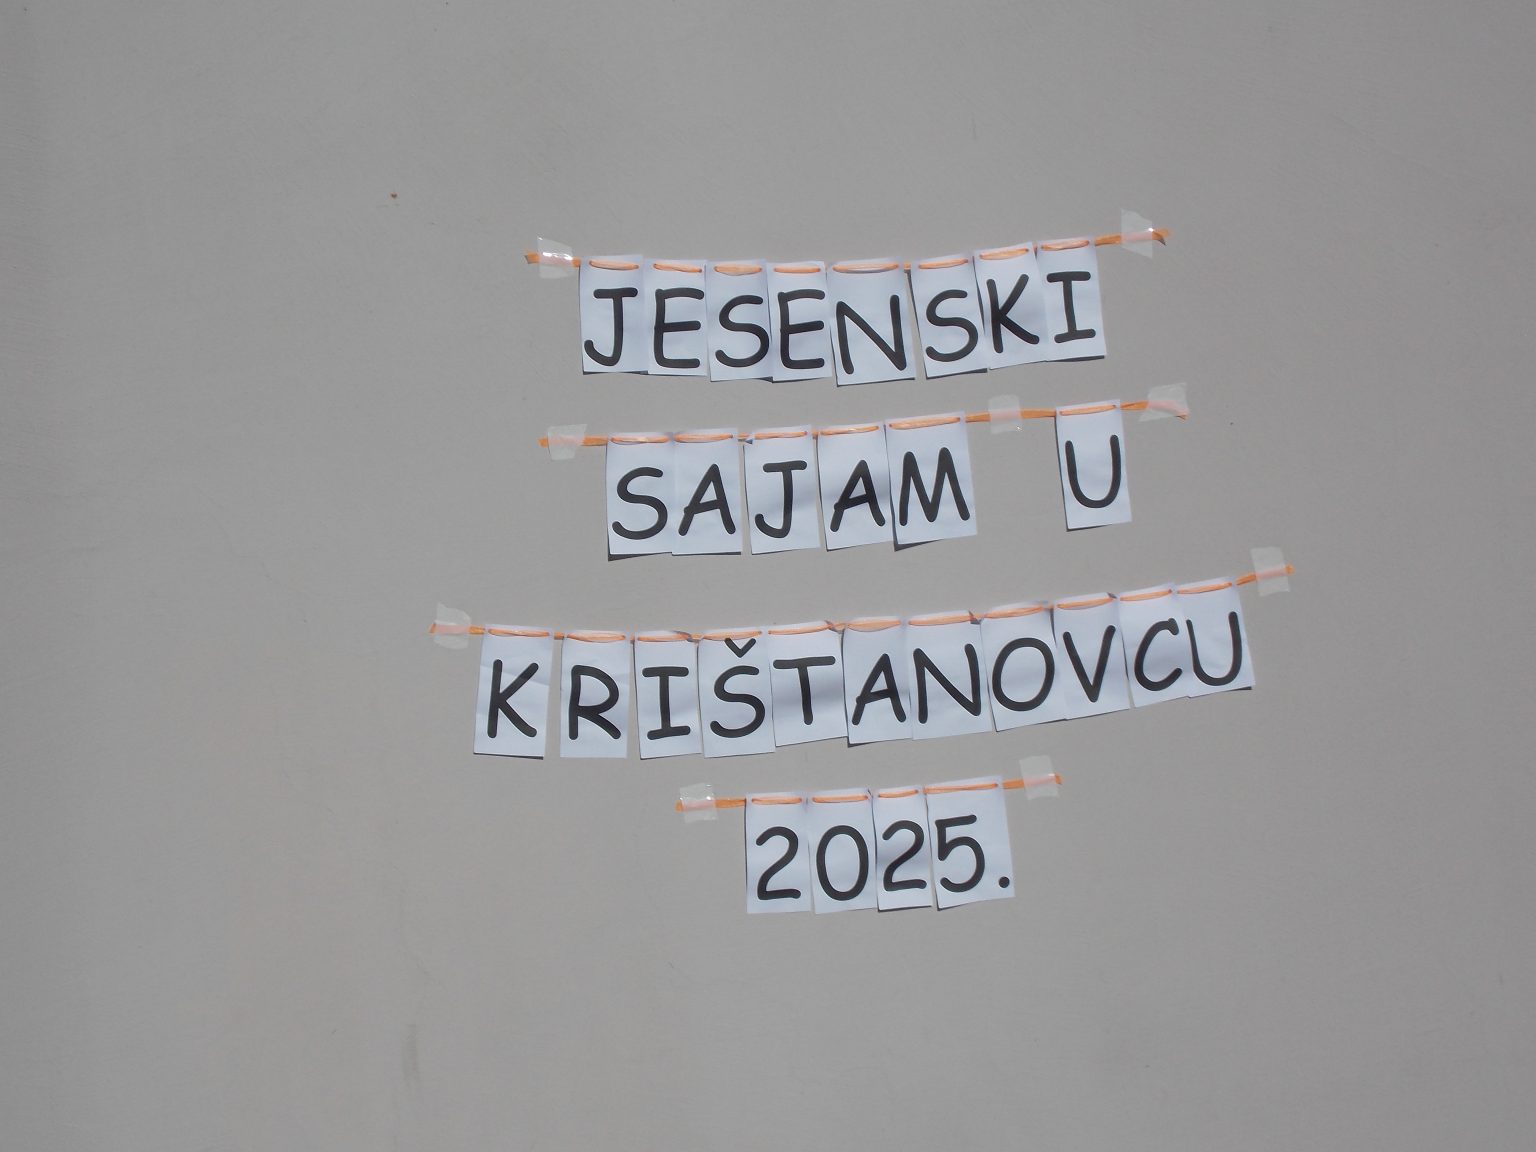 JESENSKI
SAJAM U
KRIŠTANOVCU
2025.